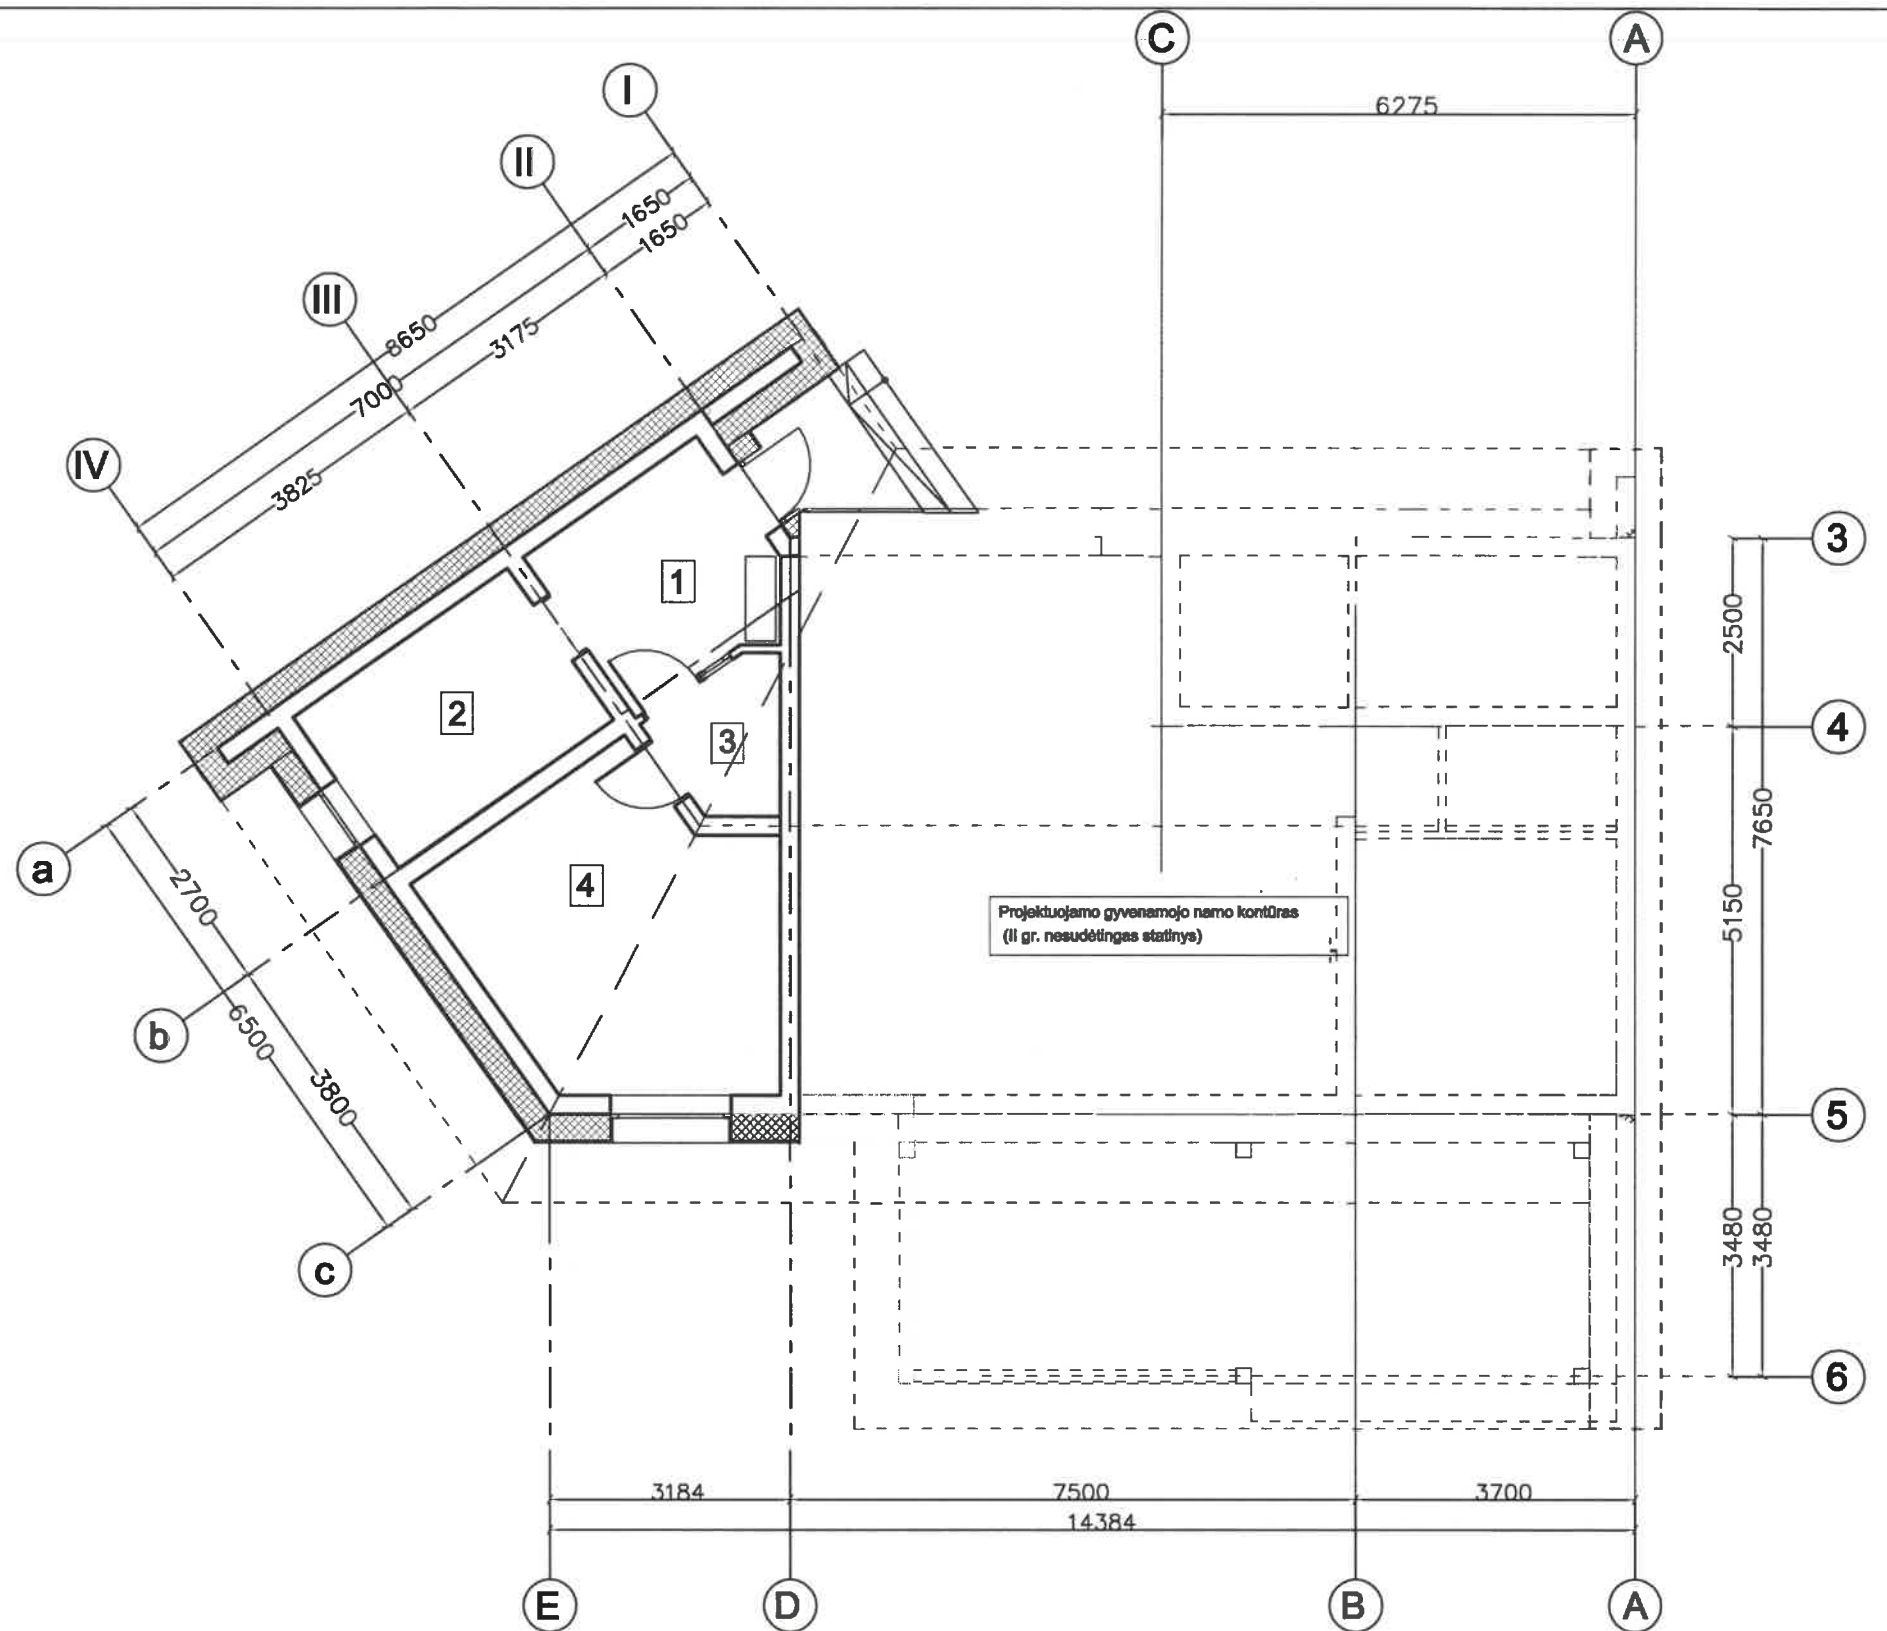 C
A
6275
I
II
III
IV
1650
1650
8650
7000
3175
3825
1
2
3
4
3
4
5
6
2500
5150
7650
3480
3480
a
b
c
2700
6500
3800
Projektuojamo gyvenamojo namo kontūras
(II gr. nesudėtingas statinys)
3184
7500
3700
14384
E
D
B
A